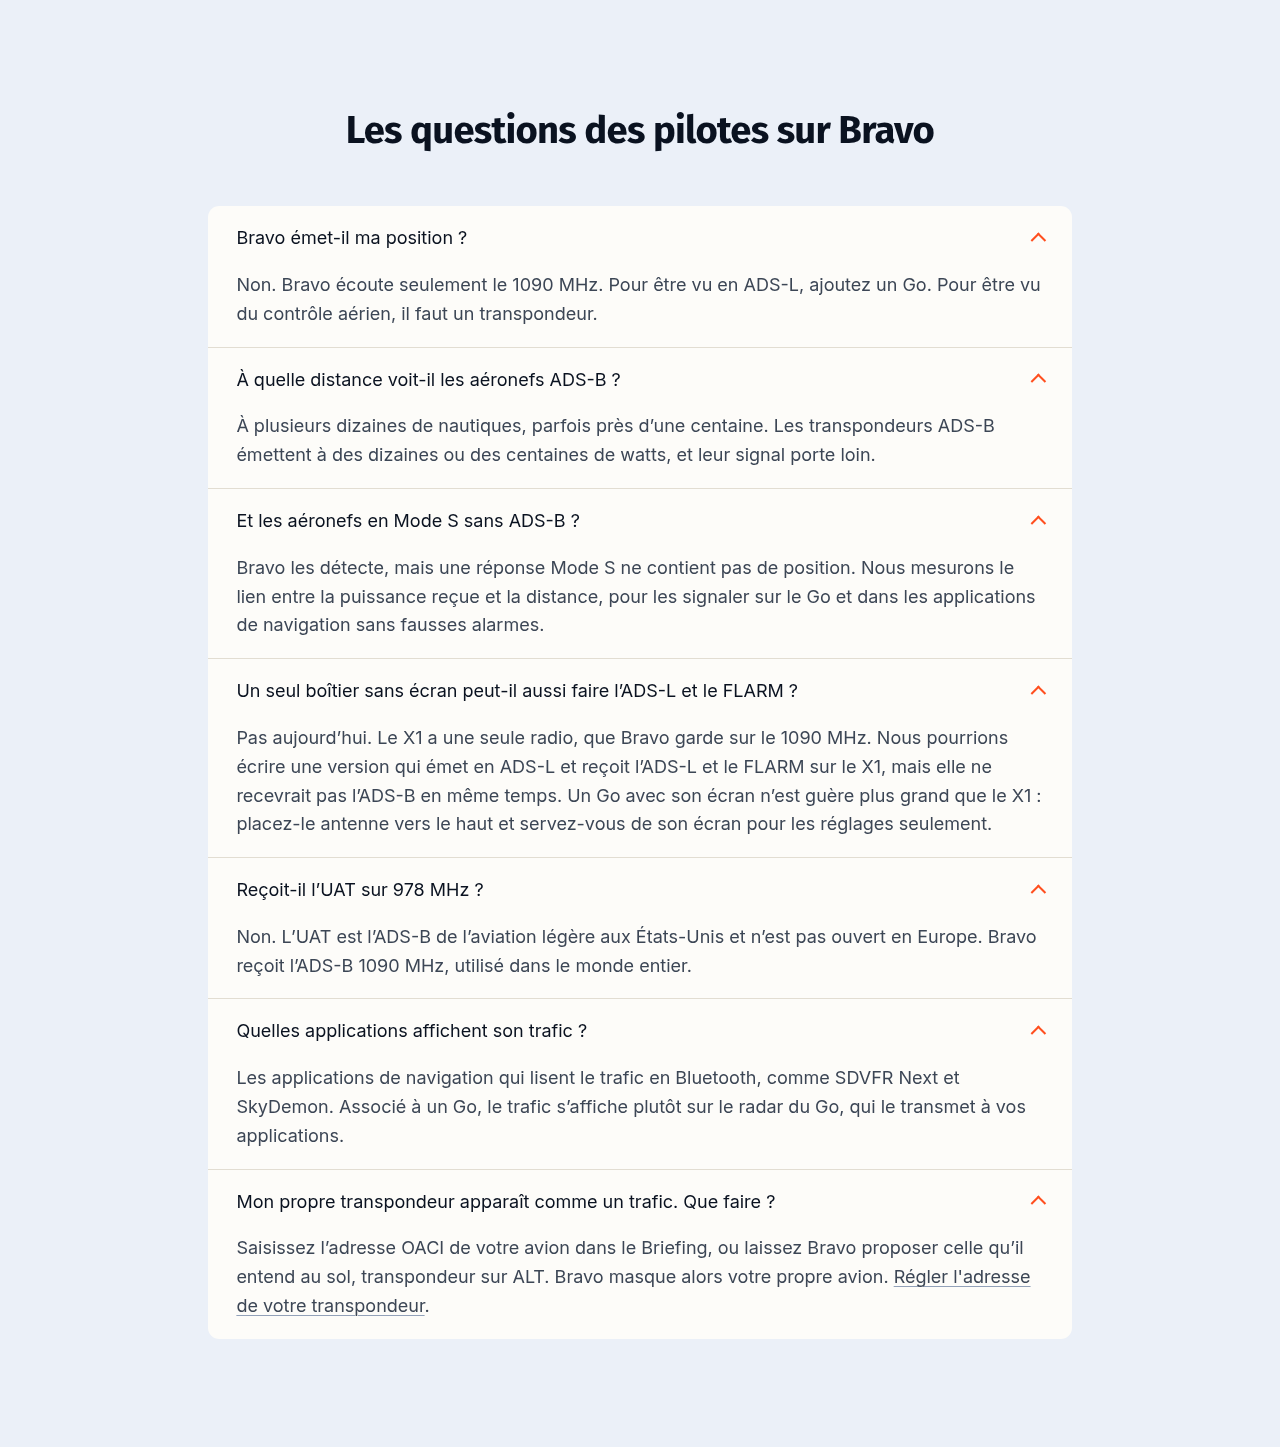 Les questions des pilotes sur Bravo
Bravo émet-il ma position ?
Non. Bravo écoute seulement le 1090 MHz. Pour être vu en ADS-L, ajoutez un Go. Pour être vu
du contrôle aérien, il faut un transpondeur.
À quelle distance voit-il les aéronefs ADS-B ?
À plusieurs dizaines de nautiques, parfois près d’une centaine. Les transpondeurs ADS-B
émettent à des dizaines ou des centaines de watts, et leur signal porte loin.
Et les aéronefs en Mode S sans ADS-B ?
Bravo les détecte, mais une réponse Mode S ne contient pas de position. Nous mesurons le
lien entre la puissance reçue et la distance, pour les signaler sur le Go et dans les applications
de navigation sans fausses alarmes.
Un seul boîtier sans écran peut-il aussi faire l’ADS-L et le FLARM ?
Pas aujourd’hui. Le X1 a une seule radio, que Bravo garde sur le 1090 MHz. Nous pourrions
écrire une version qui émet en ADS-L et reçoit l’ADS-L et le FLARM sur le X1, mais elle ne
recevrait pas l’ADS-B en même temps. Un Go avec son écran n’est guère plus grand que le X1 :
placez-le antenne vers le haut et servez-vous de son écran pour les réglages seulement.
Reçoit-il l’UAT sur 978 MHz ?
Non. L’UAT est l’ADS-B de l’aviation légère aux États-Unis et n’est pas ouvert en Europe. Bravo
reçoit l’ADS-B 1090 MHz, utilisé dans le monde entier.
Quelles applications affichent son trafic ?
Les applications de navigation qui lisent le trafic en Bluetooth, comme SDVFR Next et
SkyDemon. Associé à un Go, le trafic s’affiche plutôt sur le radar du Go, qui le transmet à vos
applications.
Mon propre transpondeur apparaît comme un trafic. Que faire ?
Saisissez l’adresse OACI de votre avion dans le Briefing, ou laissez Bravo proposer celle qu’il
entend au sol, transpondeur sur ALT. Bravo masque alors votre propre avion. Régler l'adresse
de votre transpondeur.